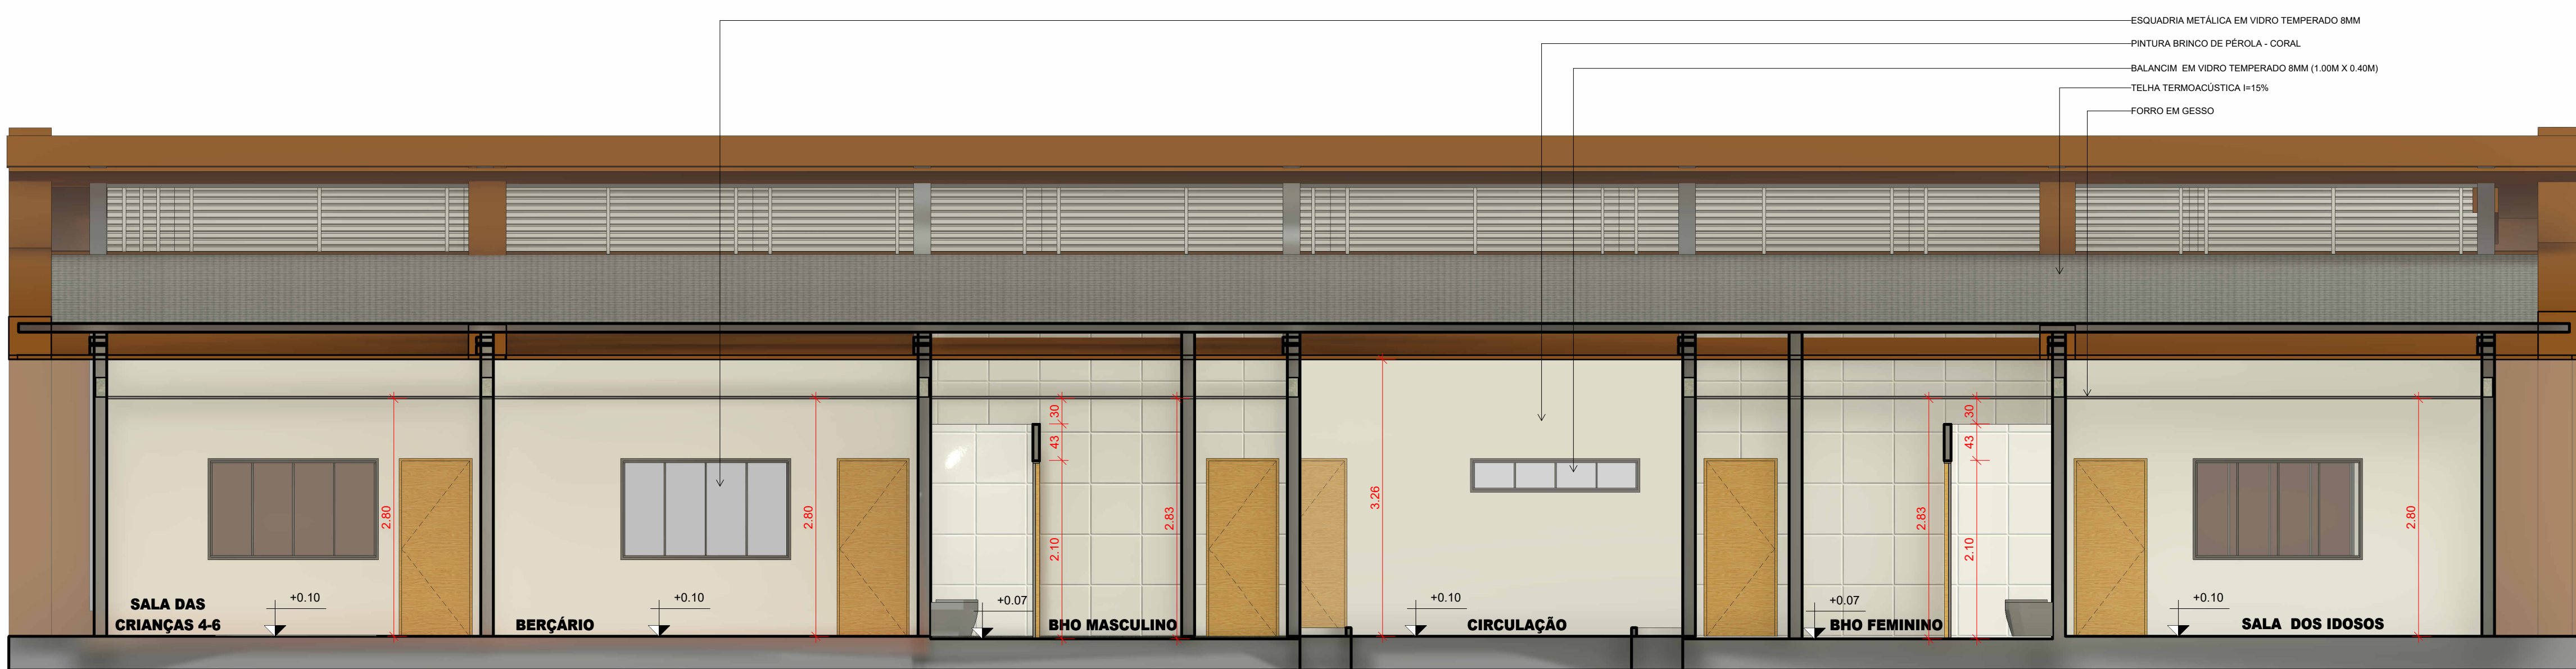 ESQUADRIA METÁLICA EM VIDRO TEMPERADO 8MM
PINTURA BRINCO DE PÉROLA - CORAL
BALANCIM EM VIDRO TEMPERADO 8MM (1.00M X 0.40M)
TELHA TERMOACÚSTICA I=15%
FORRO EM GESSO
2.80
2.80
30
43
2.10
2.83
3.26
2.83
30
43
2.10
2.80
SALA DAS
CRIANÇAS 4-6
+0.10
BERÇÁRIO
+0.10
+0.07
BHO MASCULINO
+0.10
CIRCULAÇÃO
+0.07
BHO FEMININO
+0.10
SALA DOS IDOSOS